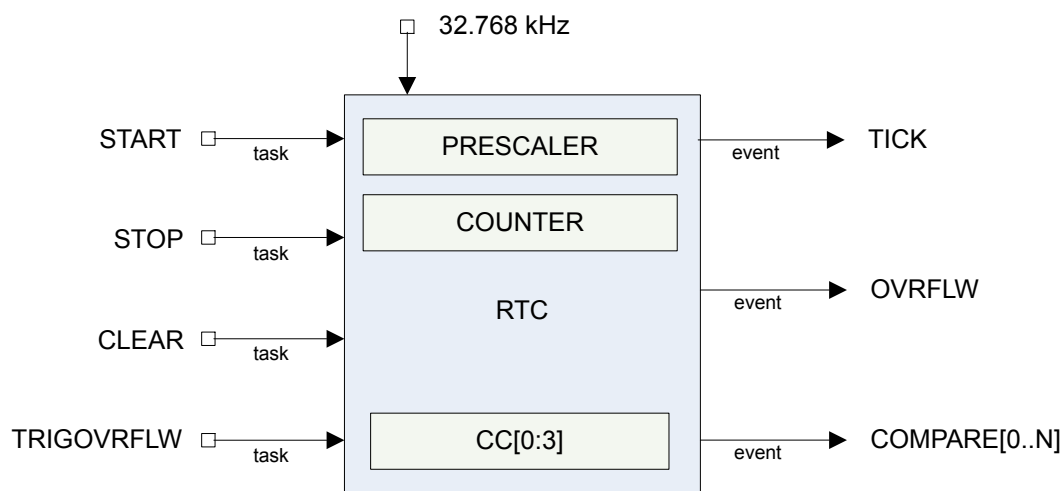 32.768 kHz
START
task
PRESCALER
event
TICK
COUNTER
STOP
task
RTC
event
OVRFLW
CLEAR
task
TRIGOVRFLW
task
CC[0:3]
event
COMPARE[0..N]